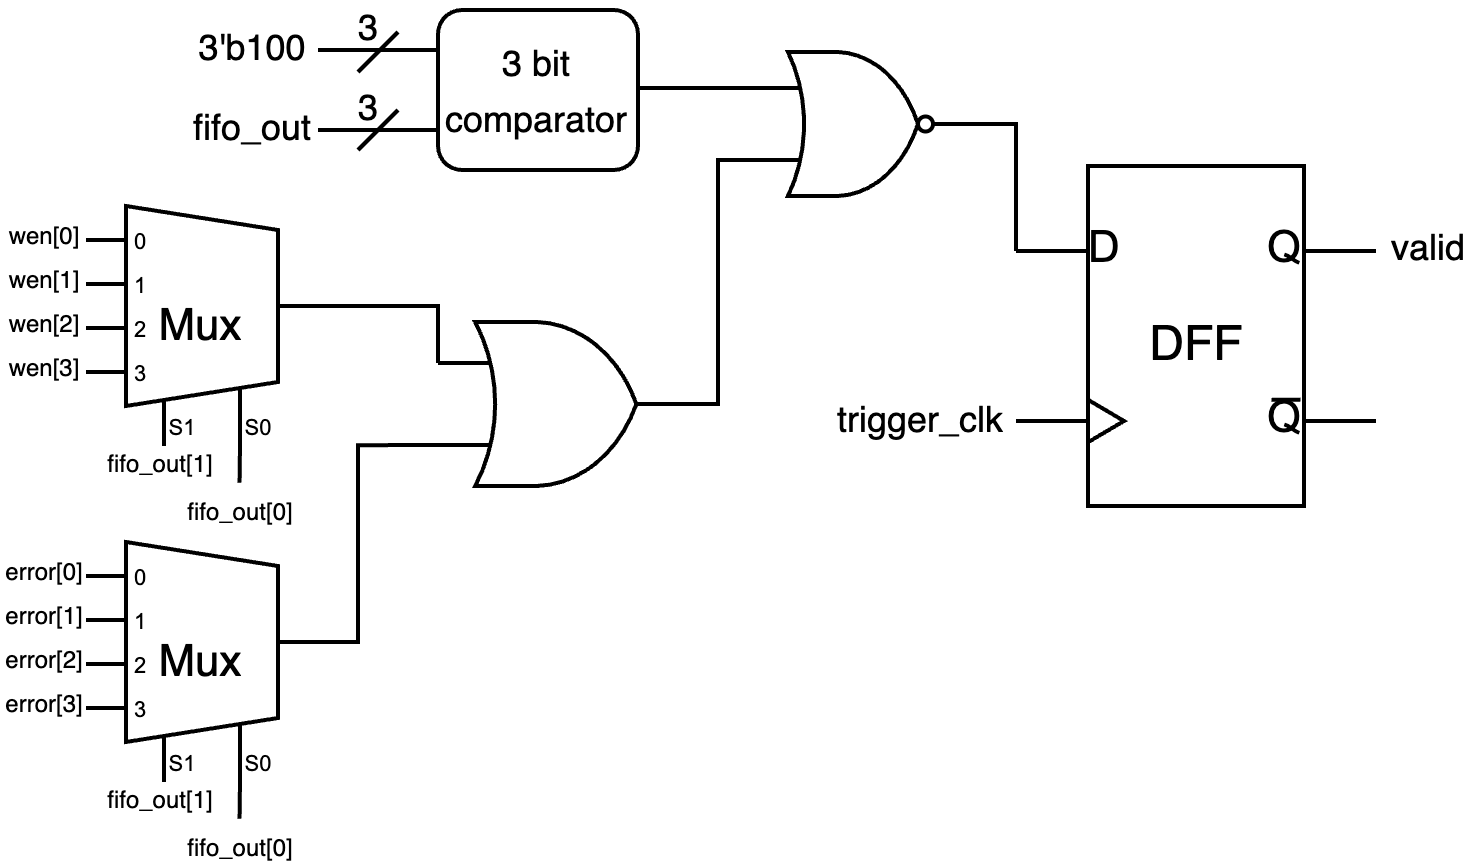 3'b100
3
3 bit
comparator
fifo_out
3
wen[0]
0
wen[1]
1
wen[2]
2
Mux
wen[3]
3
S1
S0
fifo_out[1]
fifo_out[0]
error[0]
0
error[1]
1
error[2]
2
Mux
error[3]
3
S1
S0
fifo_out[1]
fifo_out[0]
D
Q
valid
DFF
trigger_clk
Q̅